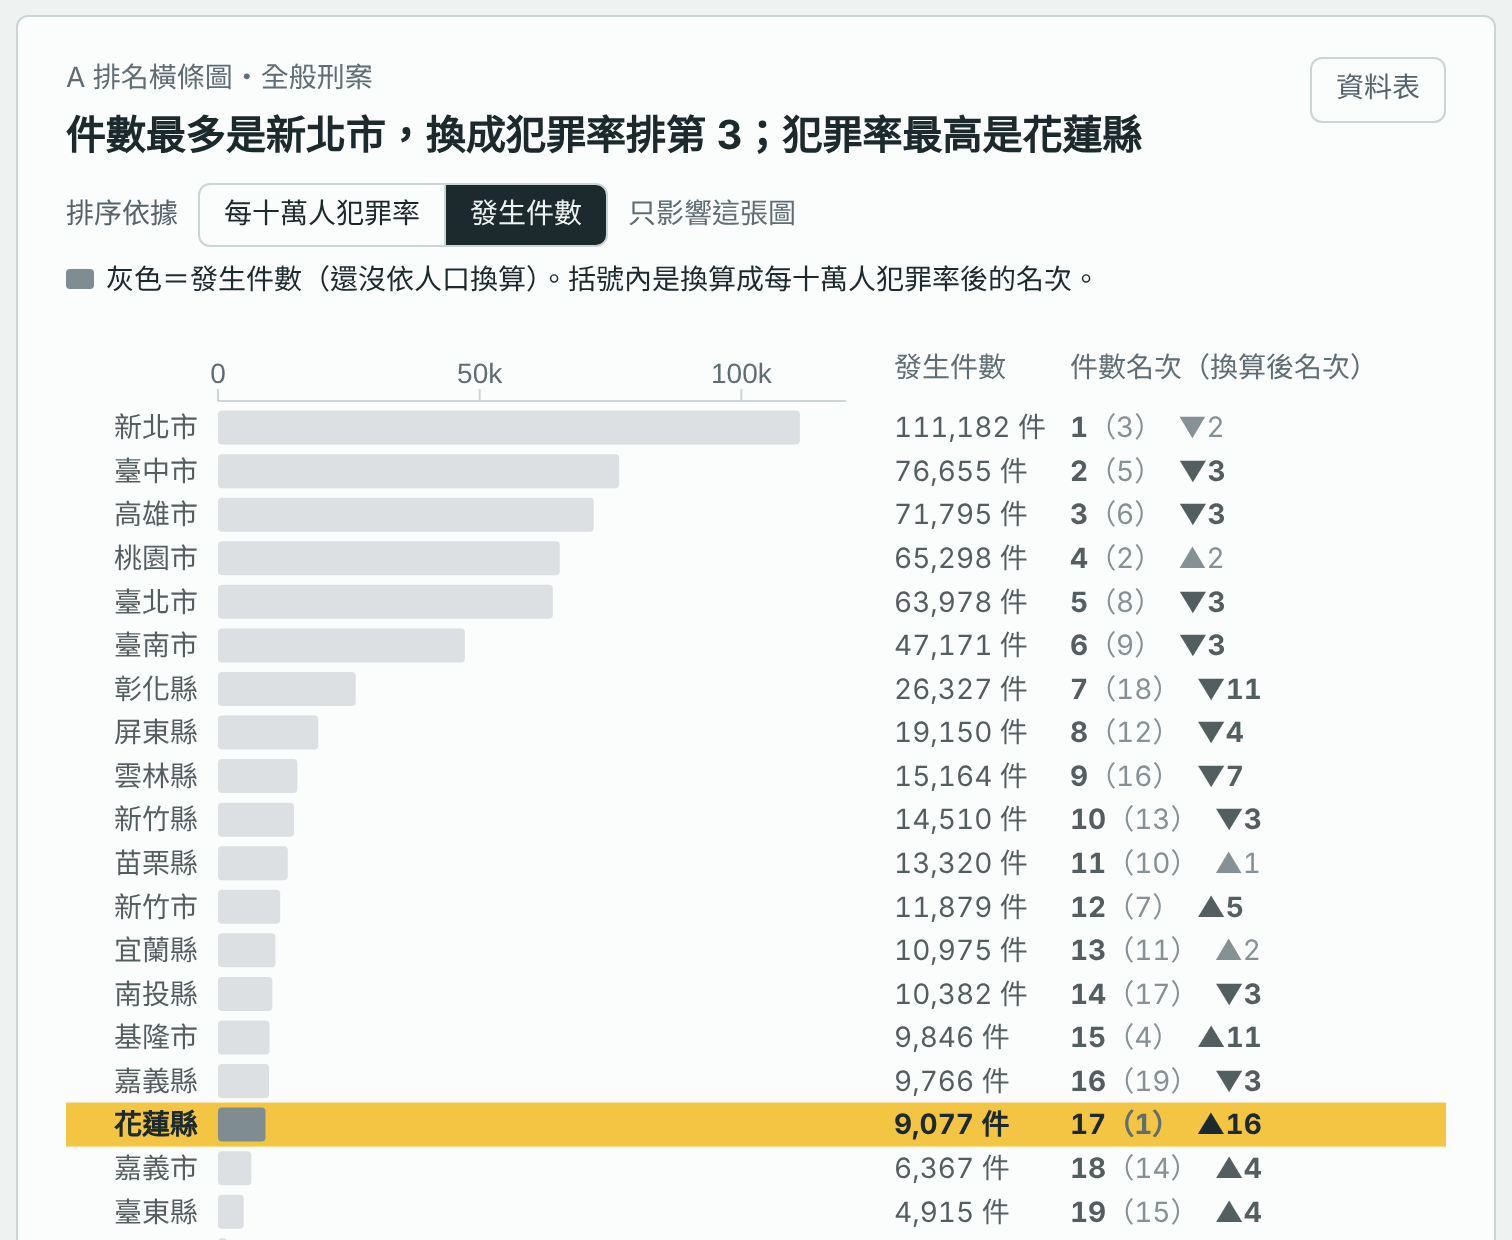 A 排名橫條圖・全般刑案
資料表
件數最多是新北市，換成犯罪率排第 3；犯罪率最高是花蓮縣
排序依據 每十萬人犯罪率 發生件數 只影響這張圖
灰色＝發生件數（還沒依人口換算）。括號內是換算成每十萬人犯罪率後的名次。
0 50k 100k 發生件數 件數名次（換算後名次）
新北市 111,182 件 1（3） ▼2
臺中市 76,655 件 2（5） ▼3
高雄市 71,795 件 3（6） ▼3
桃園市 65,298 件 4（2） ▲2
臺北市 63,978 件 5（8） ▼3
臺南市 47,171 件 6（9） ▼3
彰化縣 26,327 件 7（18） ▼11
屏東縣 19,150 件 8（12） ▼4
雲林縣 15,164 件 9（16） ▼7
新竹縣 14,510 件 10（13） ▼3
苗栗縣 13,320 件 11（10） ▲1
新竹市 11,879 件 12（7） ▲5
宜蘭縣 10,975 件 13（11） ▲2
南投縣 10,382 件 14（17） ▼3
基隆市 9,846 件 15（4） ▲11
嘉義縣 9,766 件 16（19） ▼3
花蓮縣 9,077 件 17（1） ▲16
嘉義市 6,367 件 18（14） ▲4
臺東縣 4,915 件 19（15） ▲4